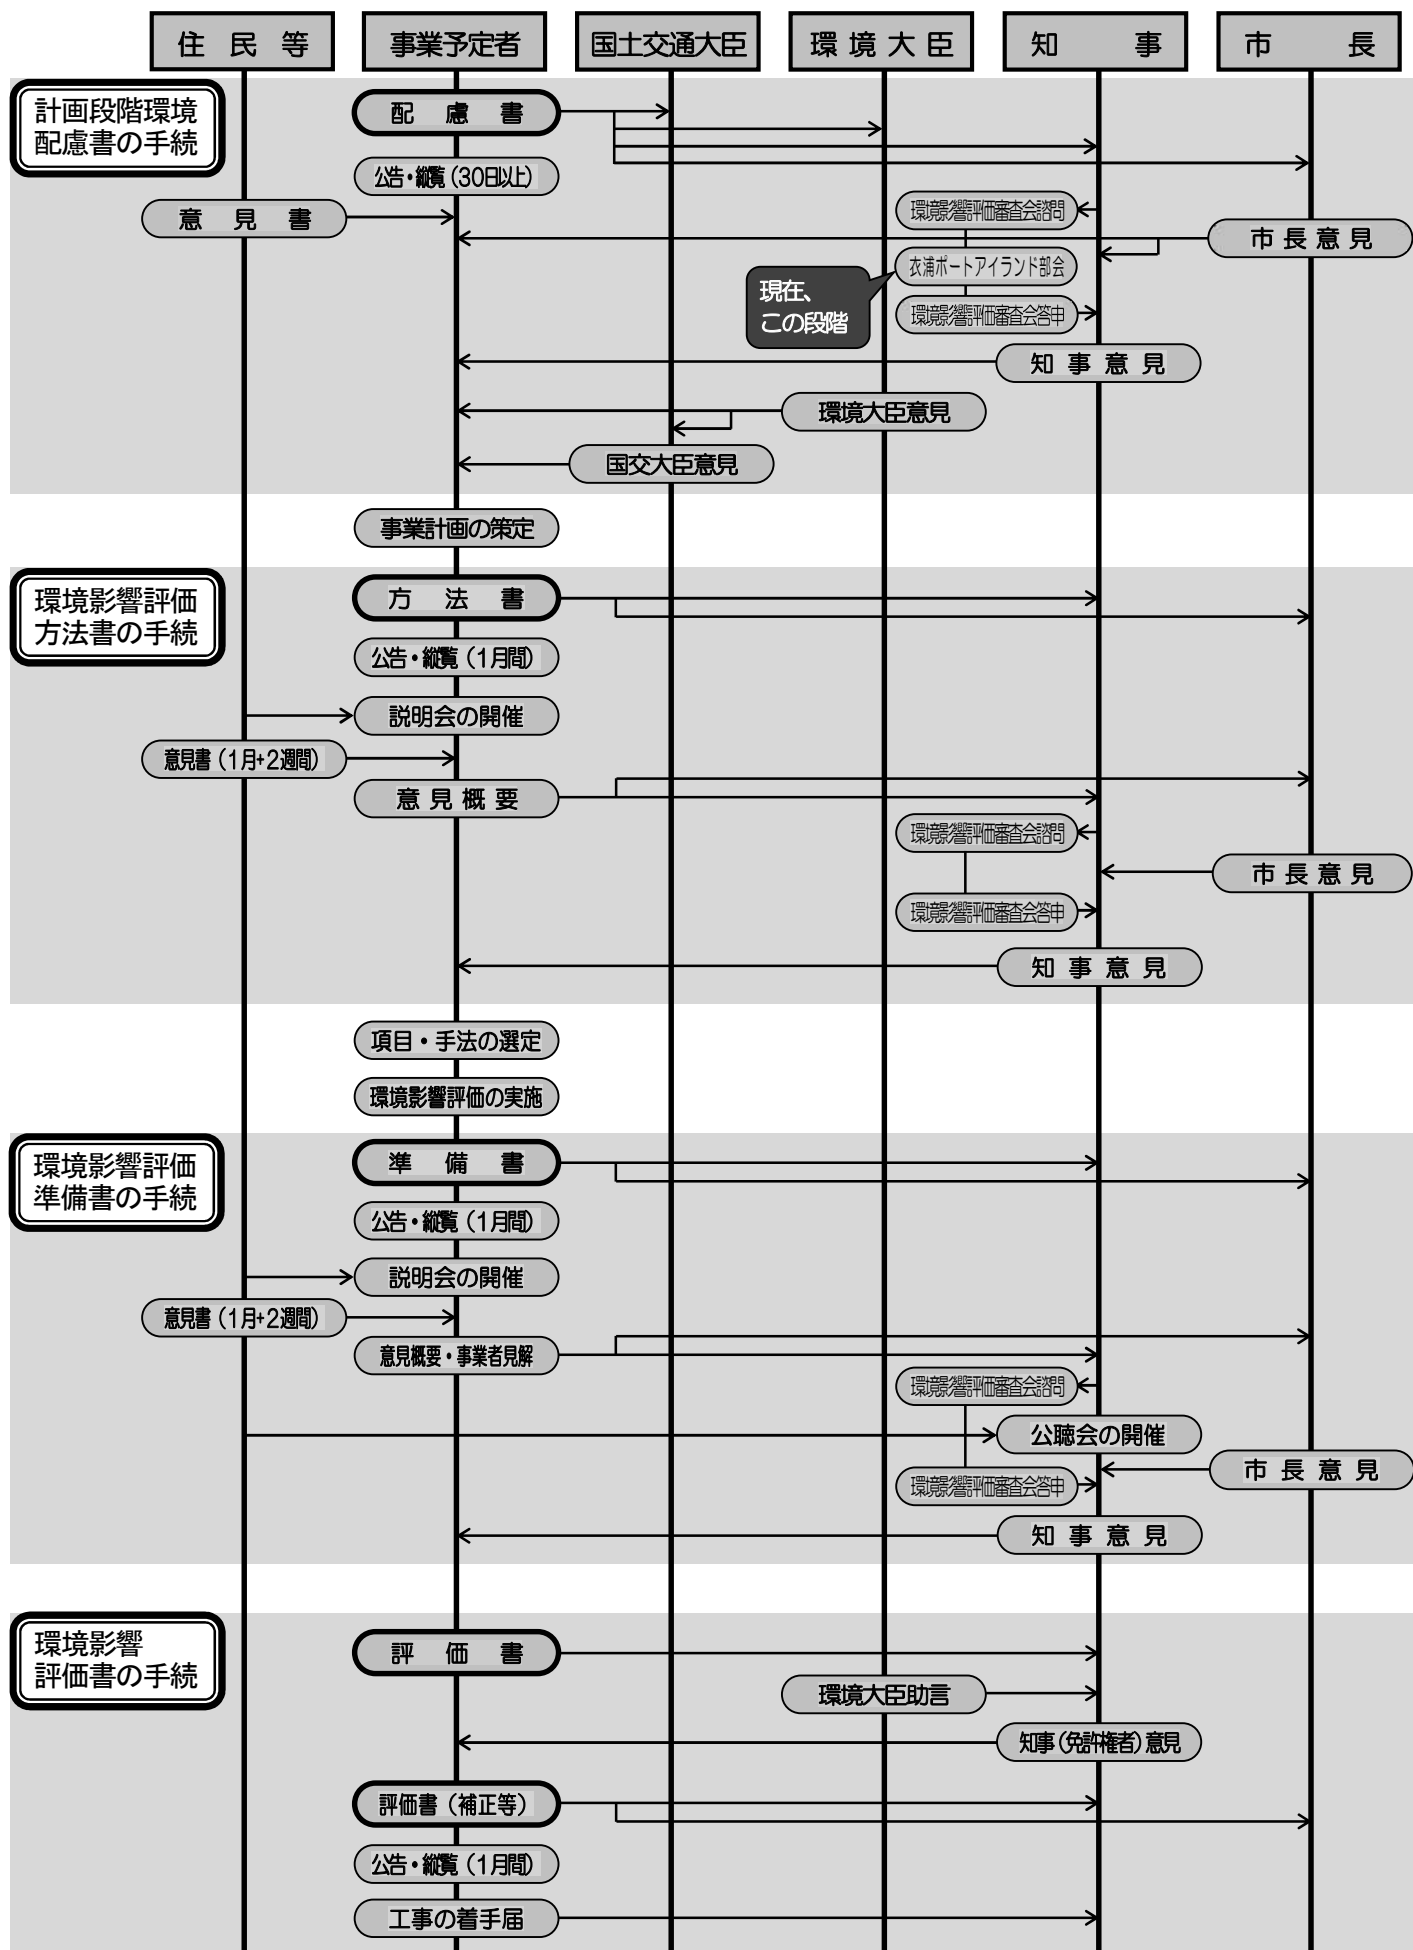 住民等
事業予定者
国土交通大臣
環境大臣
知事
市長
計画段階環境
配慮書の手続
配慮書
公告・縦覧(30日以上)
意見書
環境影響評価審査会諮問
市長意見
衣浦ポートアイランド部会
現在、
この段階
環境影響評価審査会答申
知事意見
環境大臣意見
国交大臣意見
事業計画の策定
環境影響評価
方法書の手続
方法書
公告・縦覧(1月間)
説明会の開催
意見書(1月+2週間)
意見概要
環境影響評価審査会諮問
市長意見
環境影響評価審査会答申
知事意見
項目・手法の選定
環境影響評価の実施
環境影響評価
準備書の手続
準備書
公告・縦覧(1月間)
説明会の開催
意見書(1月+2週間)
意見概要・事業者見解
環境影響評価審査会諮問
公聴会の開催
市長意見
環境影響評価審査会答申
知事意見
環境影響
評価書の手続
評価書
環境大臣助言
知事(免許権者)意見
評価書(補正等)
公告・縦覧(1月間)
工事の着手届